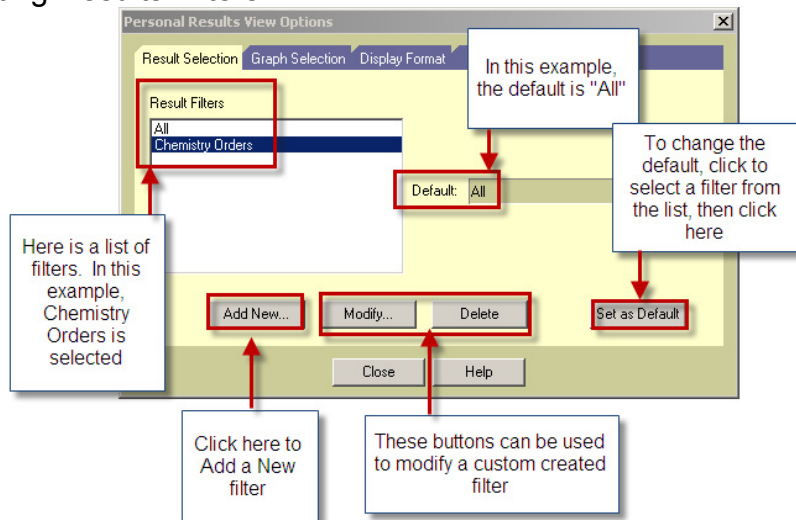 Personal Results View Options
Result Selection
Graph Selection
Display Format
In this example,
the default is "All"
Result Filters
All
Chemistry Orders
To change the
default, click to
select a filter from
the list, then click
here
Default:
All
Here is a list of
filters. In this
example,
Chemistry
Orders is
selected
Add New...
Modify...
Delete
Set as Default
Close
Help
Click here to
Add a New
filter
These buttons can be used
to modify a custom created
filter